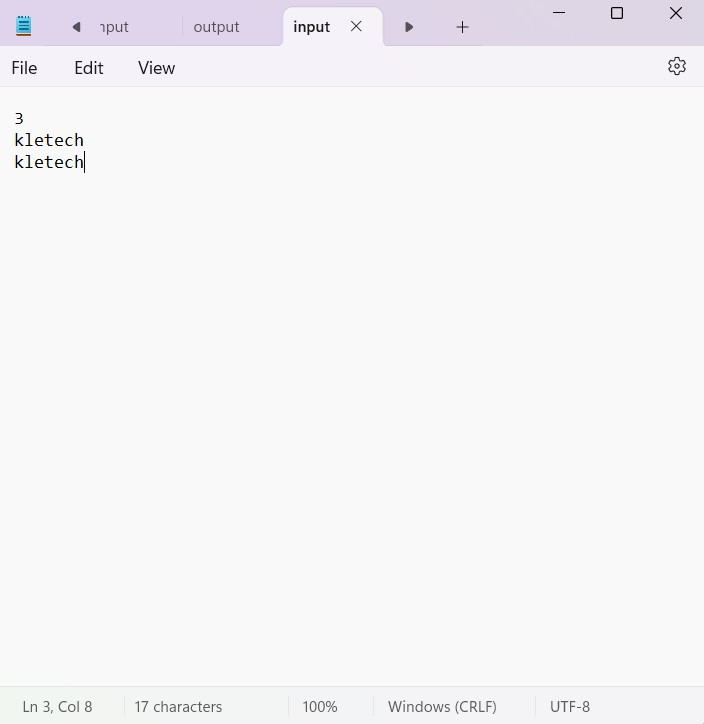 nput output input
File Edit View
3
kletech
kletech
Ln 3, Col 8 17 characters 100% Windows (CRLF) UTF-8